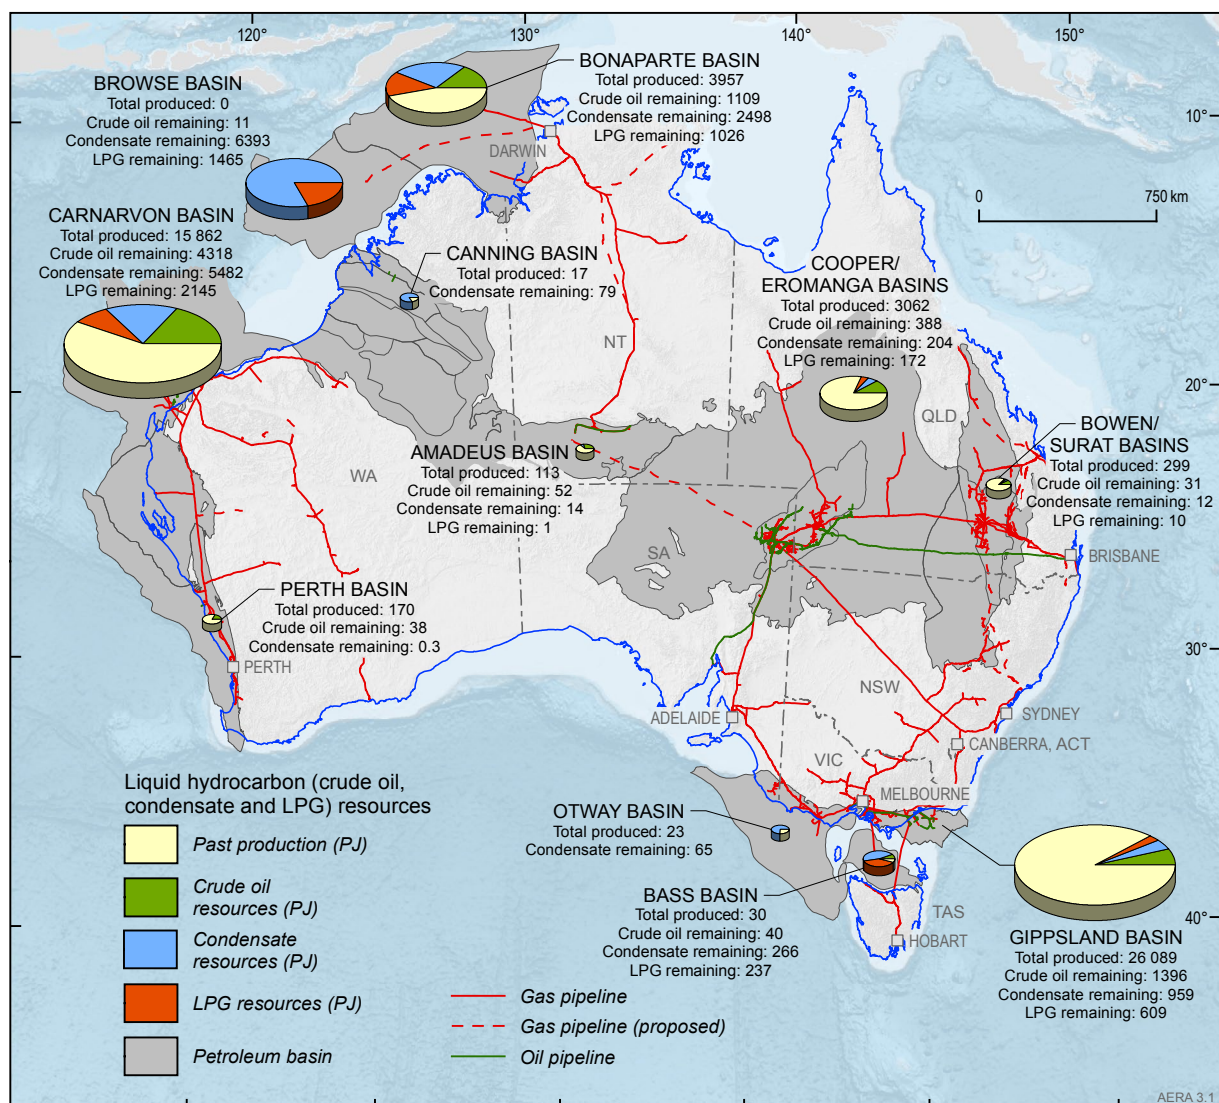 120°
130°
140°
150°
BROWSE BASIN
Total produced: 0
Crude oil remaining: 11
Condensate remaining: 6393
LPG remaining: 1465
BONAPARTE BASIN
Total produced: 3957
Crude oil remaining: 1109
Condensate remaining: 2498
LPG remaining: 1026
10°
DARWIN
0
750 km
CARNARVON BASIN
Total produced: 15 862
Crude oil remaining: 4318
Condensate remaining: 5482
LPG remaining: 2145
CANNING BASIN
Total produced: 17
Condensate remaining: 79
COOPER/
EROMANGA BASINS
Total produced: 3062
Crude oil remaining: 388
Condensate remaining: 204
LPG remaining: 172
NT
20°
QLD
BOWEN/
SURAT BASINS
Total produced: 299
Crude oil remaining: 31
Condensate remaining: 12
LPG remaining: 10
WA
AMADEUS BASIN
Total produced: 113
Crude oil remaining: 52
Condensate remaining: 14
LPG remaining: 1
SA
BRISBANE
PERTH BASIN
Total produced: 170
Crude oil remaining: 38
Condensate remaining: 0.3
PERTH
30°
NSW
ADELAIDE
SYDNEY
CANBERRA, ACT
VIC
MELBOURNE
Liquid hydrocarbon (crude oil,
condensate and LPG) resources
Past production (PJ)
Crude oil
resources (PJ)
Condensate
resources (PJ)
LPG resources (PJ)
Petroleum basin
OTWAY BASIN
Total produced: 23
Condensate remaining: 65
BASS BASIN
Total produced: 30
Crude oil remaining: 40
Condensate remaining: 266
LPG remaining: 237
TAS
HOBART
40°
GIPPSLAND BASIN
Total produced: 26 089
Crude oil remaining: 1396
Condensate remaining: 959
LPG remaining: 609
Gas pipeline
Gas pipeline (proposed)
Oil pipeline
AERA 3.1